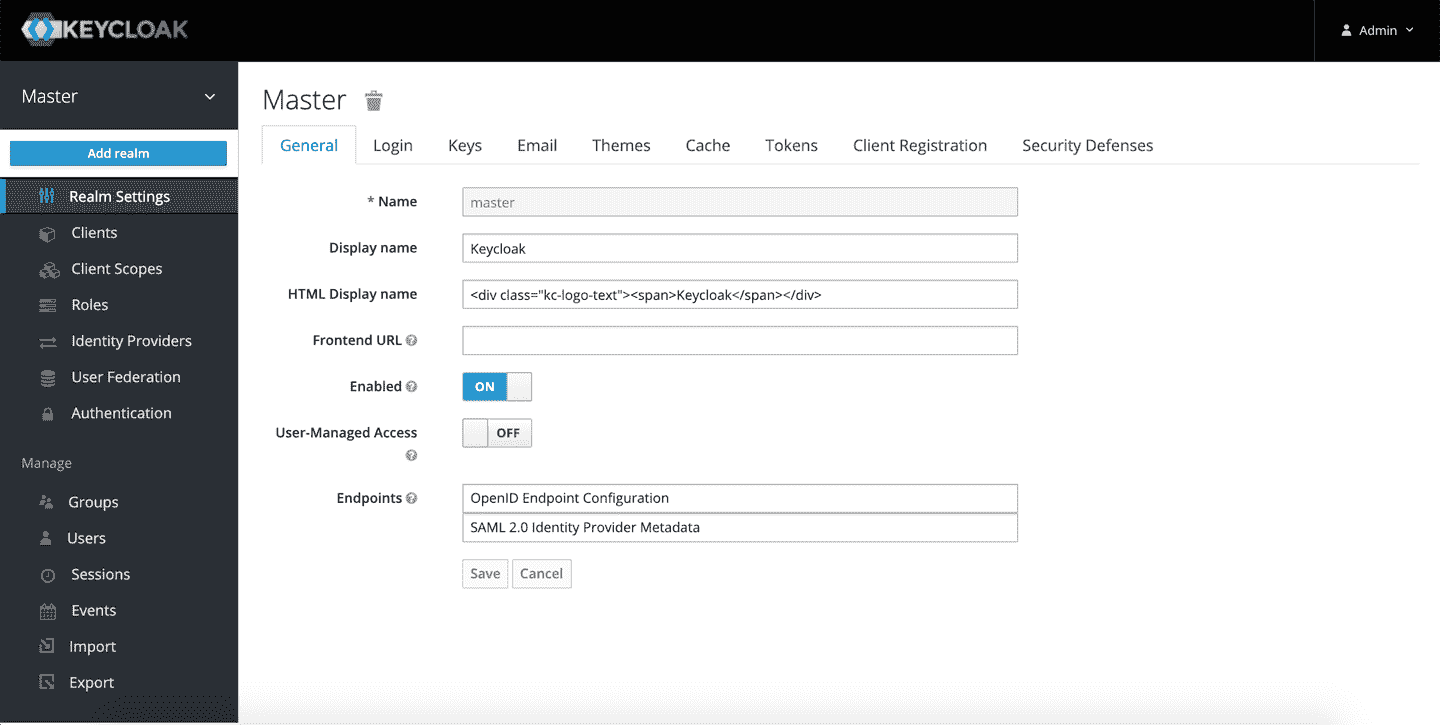 KEYCLOAK
Admin
Master
Add realm
Realm Settings
Clients
Client Scopes
Roles
Identity Providers
User Federation
Authentication
Manage
Groups
Users
Sessions
Events
Import
Export
Master
General Login Keys Email Themes Cache Tokens Client Registration Security Defenses
* Name master
Display name Keycloak
HTML Display name <div class="kc-logo-text"><span>Keycloak</span></div>
Frontend URL
Enabled ON
User-Managed Access OFF
Endpoints OpenID Endpoint Configuration
SAML 2.0 Identity Provider Metadata
Save Cancel